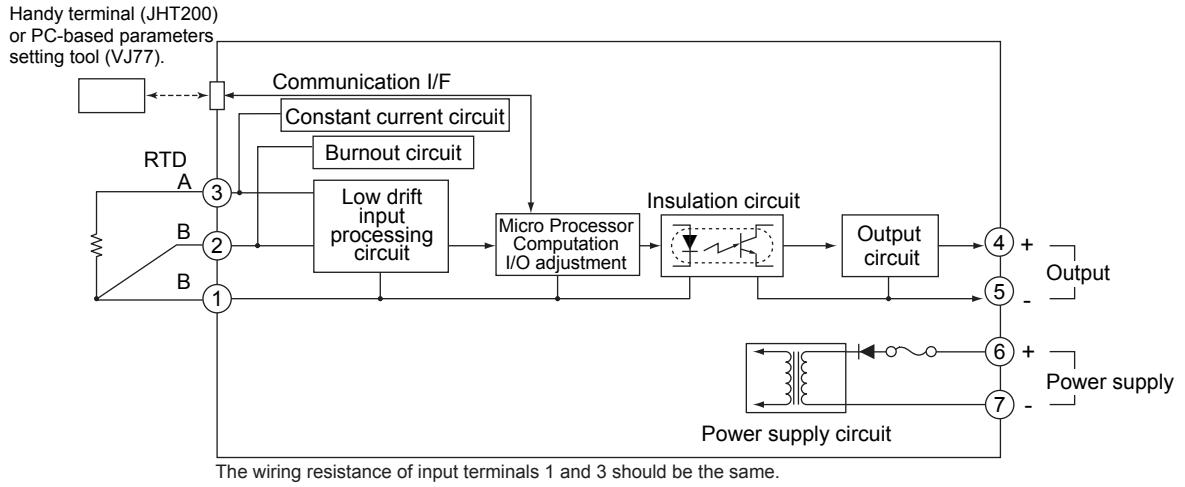 Handy terminal (JHT200)
or PC-based parameters
setting tool (VJ77).
Communication I/F
Constant current circuit
Burnout circuit
RTD
A
3
B
2
B
1
Low drift
input
processing
circuit
Micro Processor
Computation
I/O adjustment
Insulation circuit
Output
circuit
4
+
5
-
Output
6
+
7
-
Power supply
Power supply circuit
The wiring resistance of input terminals 1 and 3 should be the same.